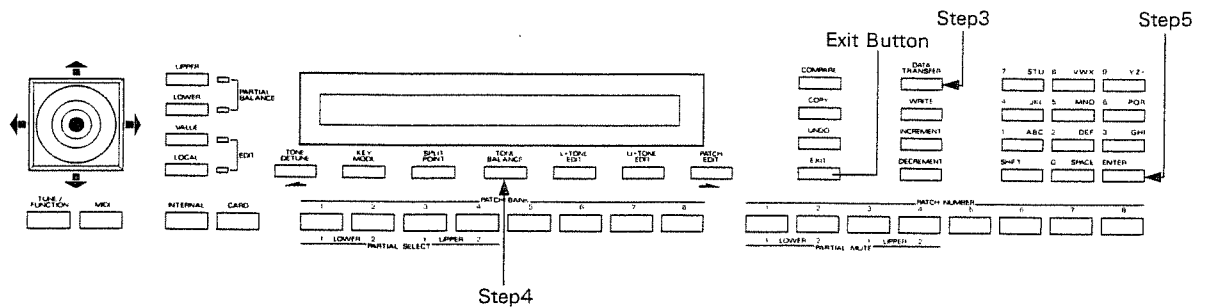 Step3
Step5
Exit Button
UPPER
LOWER
PARTIAL BALANCE
VALUE
LOCAL
EDIT
TUNE/ FUNCTION
MIDI
INTERNAL
CARD
TONE DETUNE
KEY MODE
SPLIT POINT
TONE BALANCE
L-TONE EDIT
U-TONE EDIT
PATCH EDIT
PATCH BANK
1 2 3 4 5 6 7 8
1 LOWER 2 1 UPPER 2
PARTIAL SELECT
COMPARE
COPY
UNDO
EXIT
DATA TRANSFER
WRITE
INCREMENT
DECREMENT
7 STU 8 VWX 9 YZ-
4 JKL 5 MNO 6 PQR
1 ABC 2 DEF 3 GHI
SHIFT 0 SPACE ENTER
PATCH NUMBER
1 2 3 4 5 6 7 8
1 LOWER 2 1 UPPER 2
PARTIAL MUTE
Step4